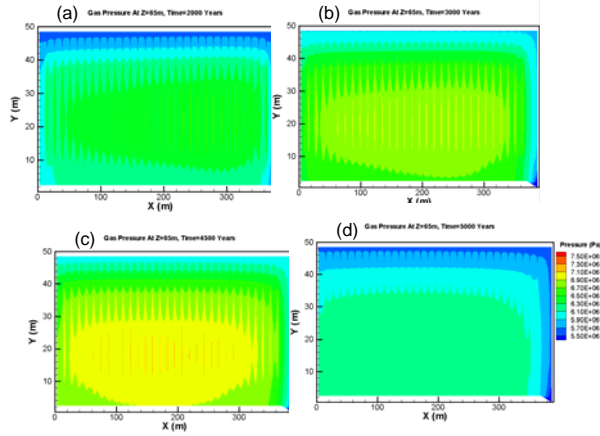 (a)
Gas Pressure At Z=65m, Time=2000 Years
Y (m)
50
40
30
20
10
0
100
200
300
X (m)
(b)
Gas Pressure At Z=65m, Time=3000 Years
Y (m)
50
40
30
20
10
0
100
200
300
X (m)
(c)
Gas Pressure At Z=65m, Time=4500 Years
Y (m)
50
40
30
20
10
0
100
200
300
X (m)
(d)
Gas Pressure At Z=65m, Time=5000 Years
Y (m)
50
40
30
20
10
0
100
200
300
X (m)
Pressure (Pa
7.50E+06
7.30E+06
7.10E+06
6.90E+06
6.70E+06
6.50E+06
6.30E+06
6.10E+06
5.90E+06
5.70E+06
5.50E+06